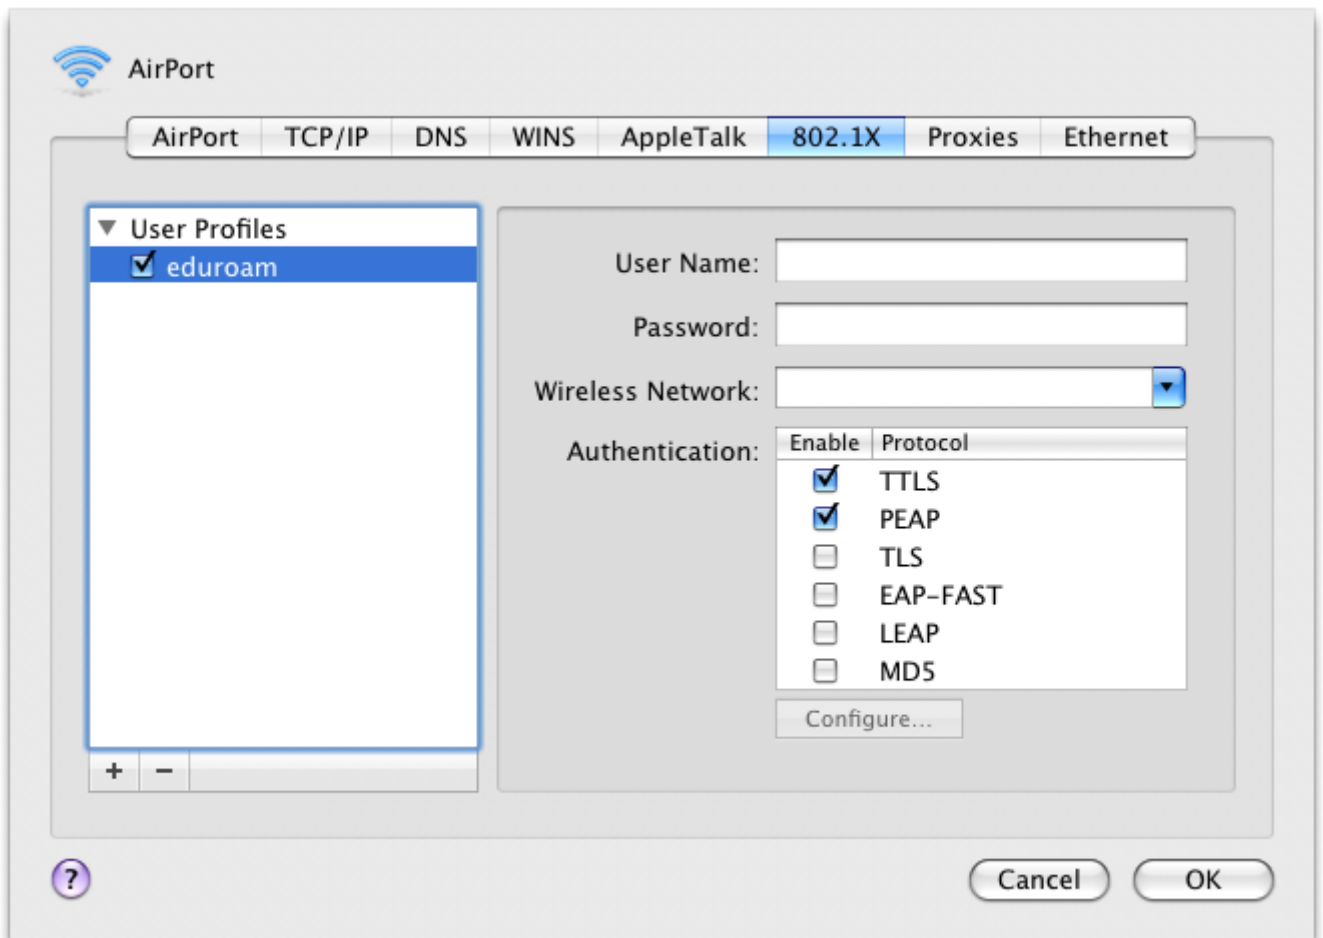 AirPort
AirPort TCP/IP DNS WINS AppleTalk 802.1X Proxies Ethernet
User Profiles
eduroam
+ −
User Name:
Password:
Wireless Network:
Authentication:
Enable Protocol
TTLS
PEAP
TLS
EAP-FAST
LEAP
MD5
Configure...
?
Cancel OK